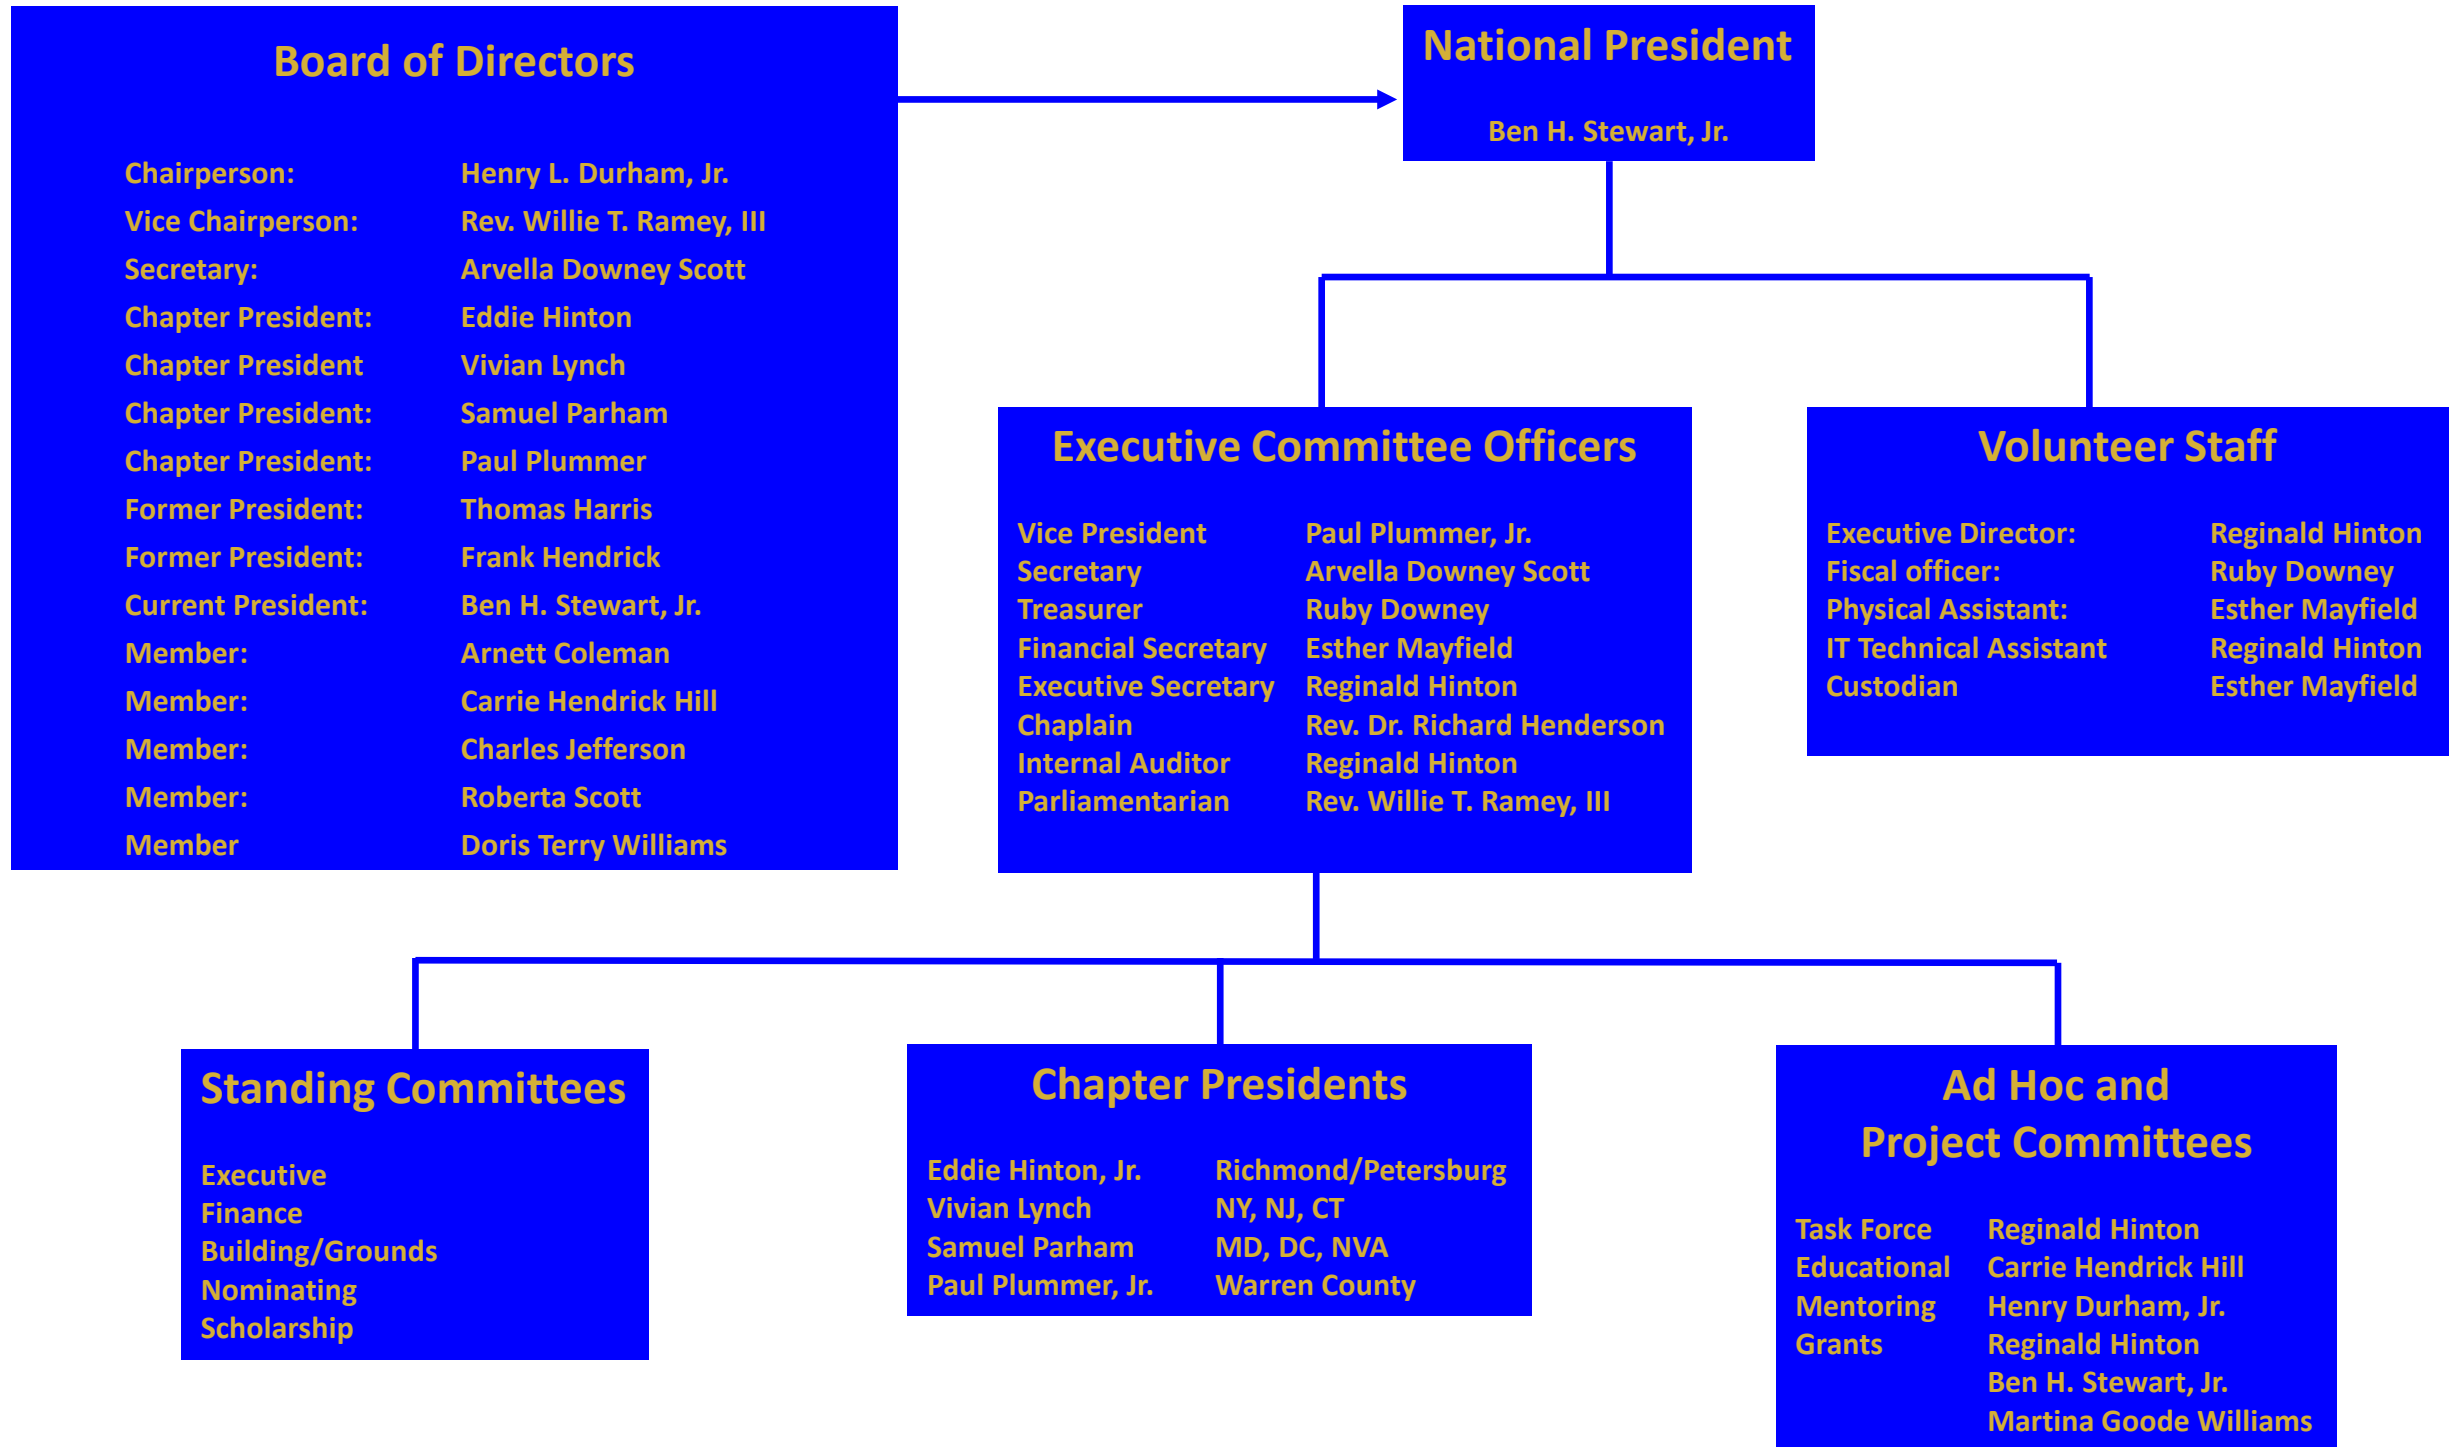 Board of Directors
Chairperson: Henry L. Durham, Jr.
Vice Chairperson: Rev. Willie T. Ramey, III
Secretary: Arvella Downey Scott
Chapter President: Eddie Hinton
Chapter President Vivian Lynch
Chapter President: Samuel Parham
Chapter President: Paul Plummer
Former President: Thomas Harris
Former President: Frank Hendrick
Current President: Ben H. Stewart, Jr.
Member: Arnett Coleman
Member: Carrie Hendrick Hill
Member: Charles Jefferson
Member: Roberta Scott
Member Doris Terry Williams
National President
Ben H. Stewart, Jr.
Executive Committee Officers
Vice President Paul Plummer, Jr.
Secretary Arvella Downey Scott
Treasurer Ruby Downey
Financial Secretary Esther Mayfield
Executive Secretary Reginald Hinton
Chaplain Rev. Dr. Richard Henderson
Internal Auditor Reginald Hinton
Parliamentarian Rev. Willie T. Ramey, III
Volunteer Staff
Executive Director: Reginald Hinton
Fiscal officer: Ruby Downey
Physical Assistant: Esther Mayfield
IT Technical Assistant Reginald Hinton
Custodian Esther Mayfield
Standing Committees
Executive
Finance
Building/Grounds
Nominating
Scholarship
Chapter Presidents
Eddie Hinton, Jr. Richmond/Petersburg
Vivian Lynch NY, NJ, CT
Samuel Parham MD, DC, NVA
Paul Plummer, Jr. Warren County
Ad Hoc and
Project Committees
Task Force Reginald Hinton
Educational Carrie Hendrick Hill
Mentoring Henry Durham, Jr.
Grants Reginald Hinton
Ben H. Stewart, Jr.
Martina Goode Williams